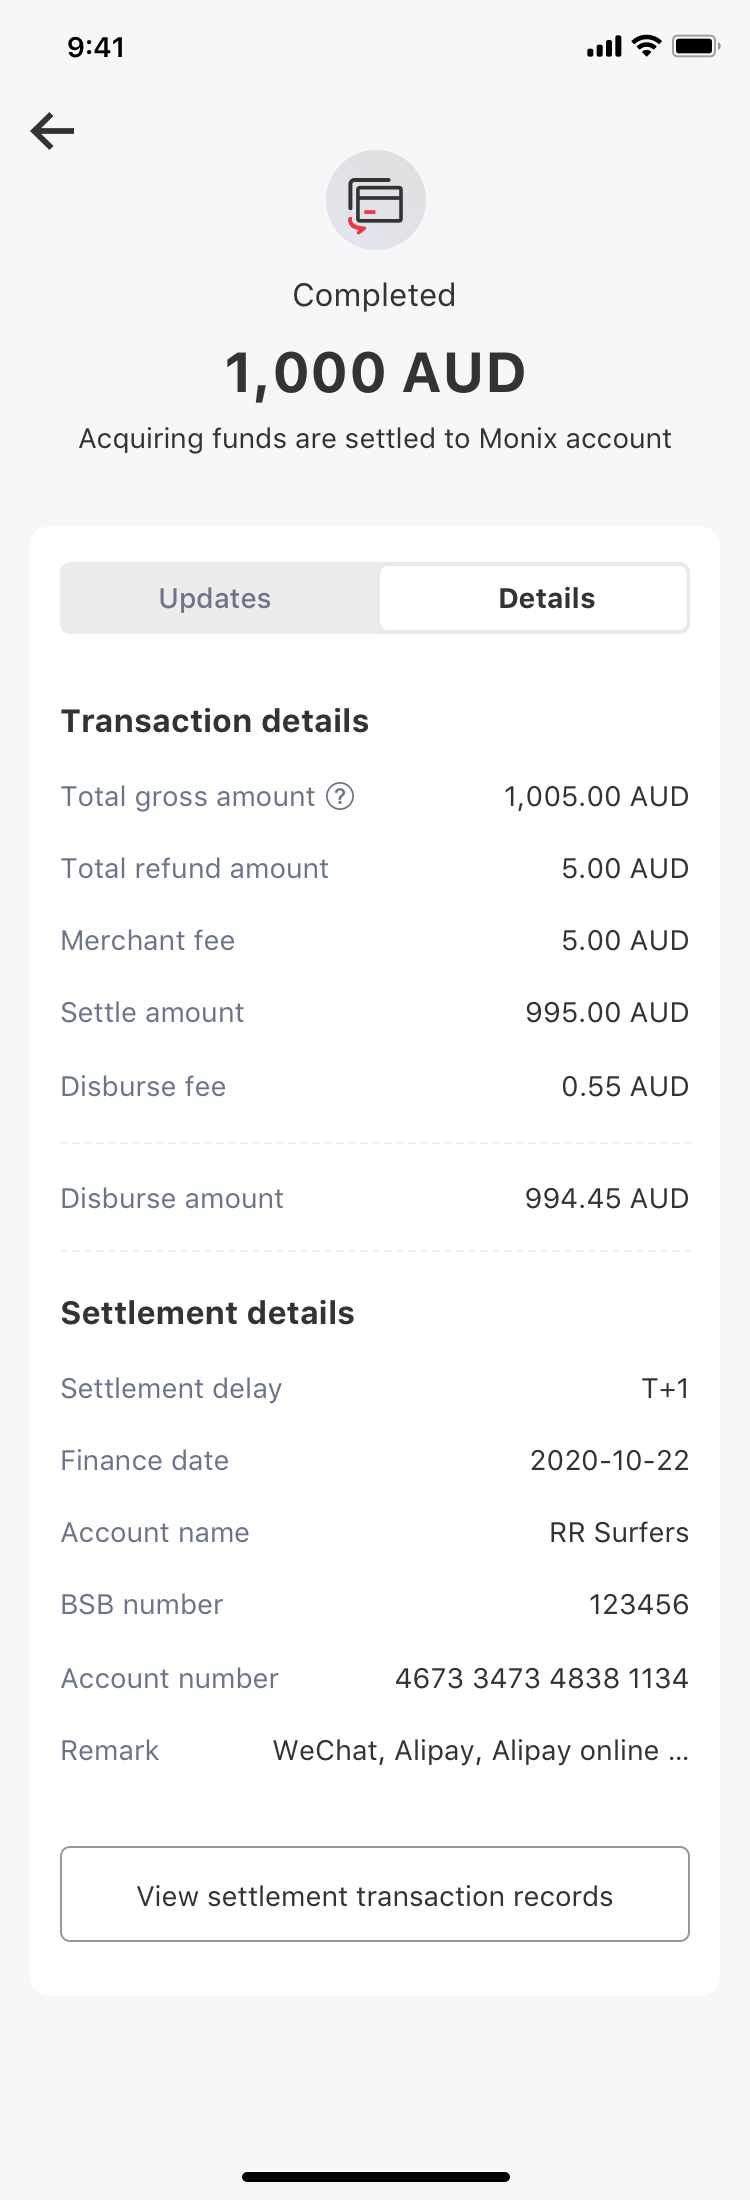 9:41
Completed
1,000 AUD
Acquiring funds are settled to Monix account
Updates Details
Transaction details
Total gross amount ? 1,005.00 AUD
Total refund amount 5.00 AUD
Merchant fee 5.00 AUD
Settle amount 995.00 AUD
Disburse fee 0.55 AUD
Disburse amount 994.45 AUD
Settlement details
Settlement delay T+1
Finance date 2020-10-22
Account name RR Surfers
BSB number 123456
Account number 4673 3473 4838 1134
Remark WeChat, Alipay, Alipay online ...
View settlement transaction records